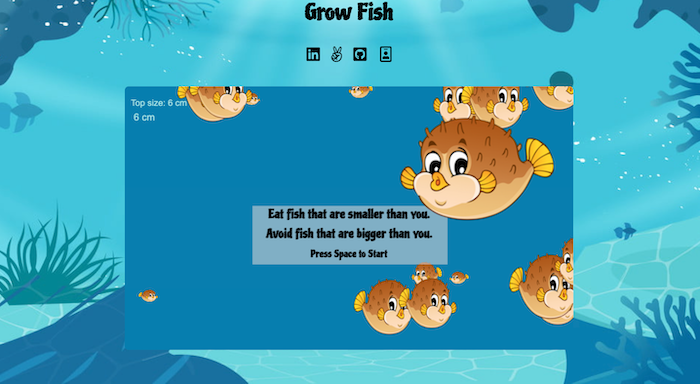 Grow Fish
Top size: 6 cm
6 cm
Eat fish that are smaller than you.
Avoid fish that are bigger than you.
Press Space to Start